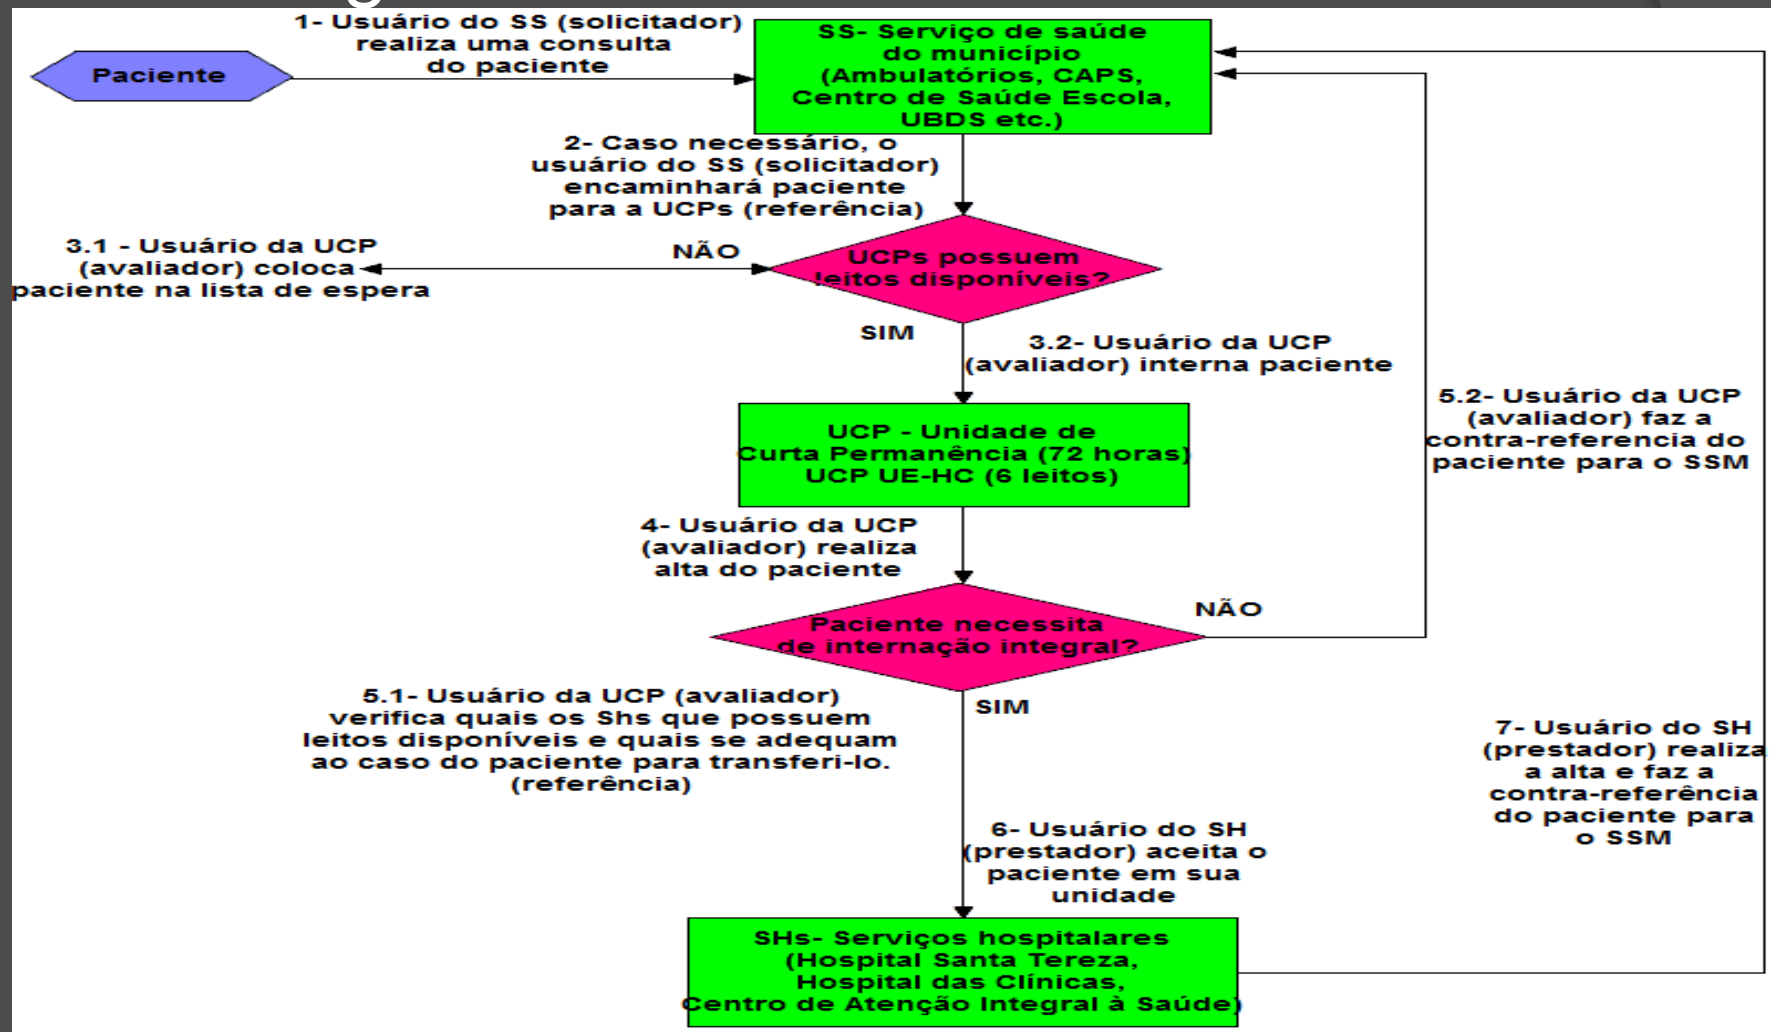 1- Usuário do SS (solicitador)
realiza uma consulta
do paciente
Paciente
SS- Serviço de saúde
do município
(Ambulatórios, CAPS,
Centro de Saúde Escola,
UBDS etc.)
2- Caso necessário, o
usuário do SS (solicitador)
encaminhará paciente
para a UCPs (referência)
3.1 - Usuário da UCP
(avaliador) coloca
paciente na lista de espera
NÃO
UCPs possuem
leitos disponíveis?
SIM
3.2- Usuário da UCP
(avaliador) interna paciente
UCP - Unidade de
Curta Permanência (72 horas)
UCP UE-HC (6 leitos)
5.2- Usuário da UCP
(avaliador) faz a
contra-referencia do
paciente para o SSM
4- Usuário da UCP
(avaliador) realiza
alta do paciente
Paciente necessita
de internação integral?
NÃO
SIM
5.1- Usuário da UCP (avaliador)
verifica quais os Shs que possuem
leitos disponíveis e quais se adequam
ao caso do paciente para transferi-lo.
(referência)
7- Usuário do SH
(prestador) realiza
a alta e faz a
contra-referência
do paciente para
o SSM
6- Usuário do SH
(prestador) aceita o
paciente em sua
unidade
SHs- Serviços hospitalares
(Hospital Santa Tereza,
Hospital das Clínicas,
Centro de Atenção Integral à Saúde)